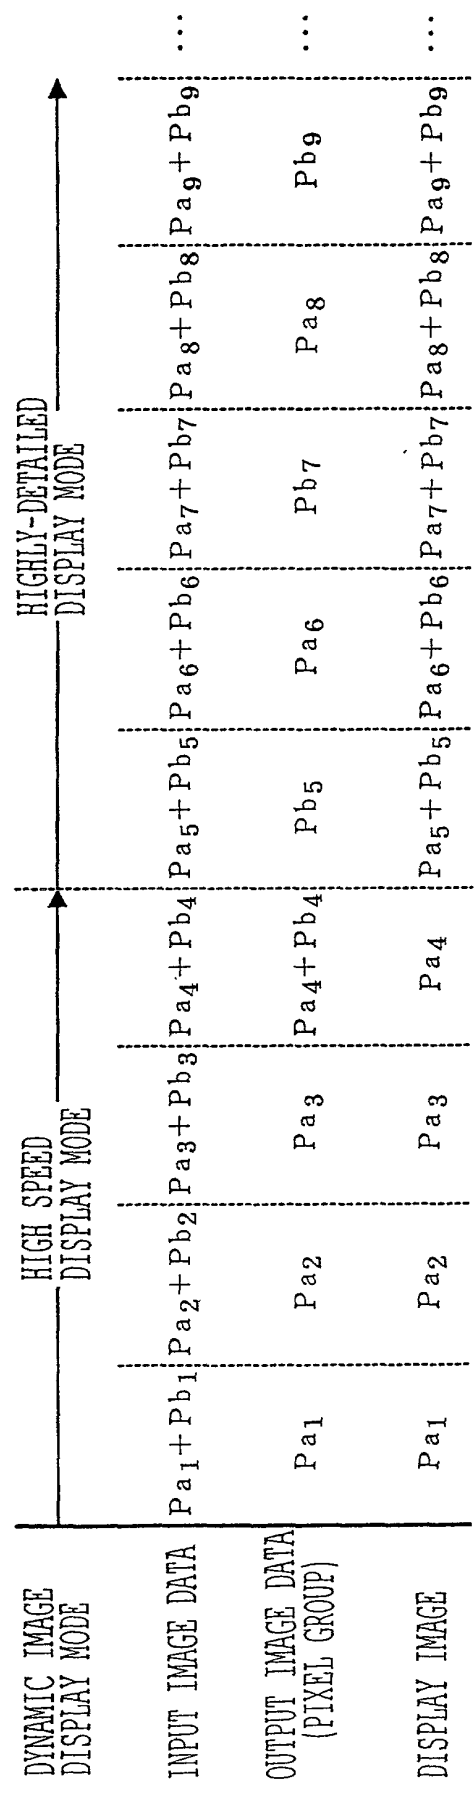 DYNAMIC IMAGE
DISPLAY MODE
HIGH SPEED
DISPLAY MODE
HIGHLY-DETAILED
DISPLAY MODE
INPUT IMAGE DATA Pa1+Pb1 Pa2+Pb2 Pa3+Pb3 Pa4+Pb4 Pa5+Pb5 Pa6+Pb6 Pa7+Pb7 Pa8+Pb8 Pa9+Pb9 ...
OUTPUT IMAGE DATA
(PIXEL GROUP)
Pa1 Pa2 Pa3 Pa4+Pb4 Pb5 Pa6 Pb7 Pa8 Pb9 ...
DISPLAY IMAGE Pa1 Pa2 Pa3 Pa4 Pa5+Pb5 Pa6+Pb6 Pa7+Pb7 Pa8+Pb8 Pa9+Pb9 ...